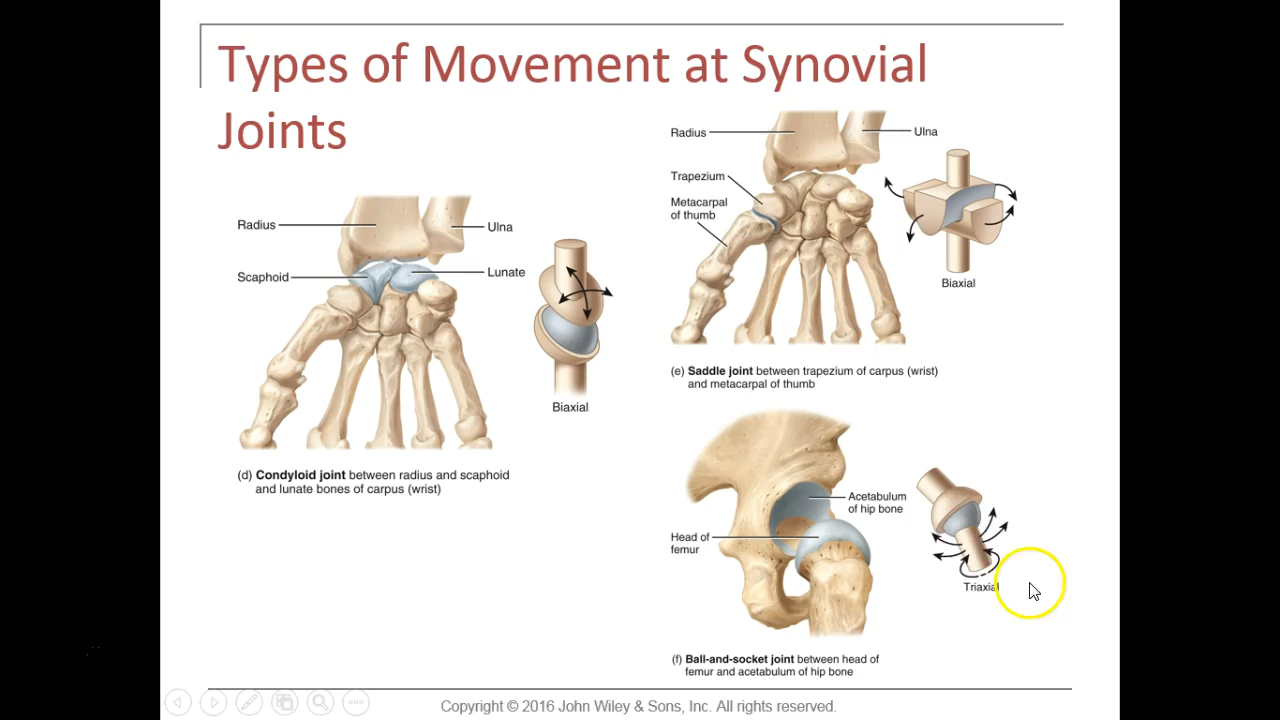 Types of Movement at Synovial
Joints
Radius
Ulna
Scaphoid
Lunate
Biaxial
(d) Condyloid joint between radius and scaphoid
and lunate bones of carpus (wrist)
Radius
Ulna
Trapezium
Metacarpal
of thumb
Biaxial
(e) Saddle joint between trapezium of carpus (wrist)
and metacarpal of thumb
Acetabulum
of hip bone
Head of
femur
Triaxial
(f) Ball-and-socket joint between head of
femur and acetabulum of hip bone
Copyright © 2016 John Wiley & Sons, Inc. All rights reserved.